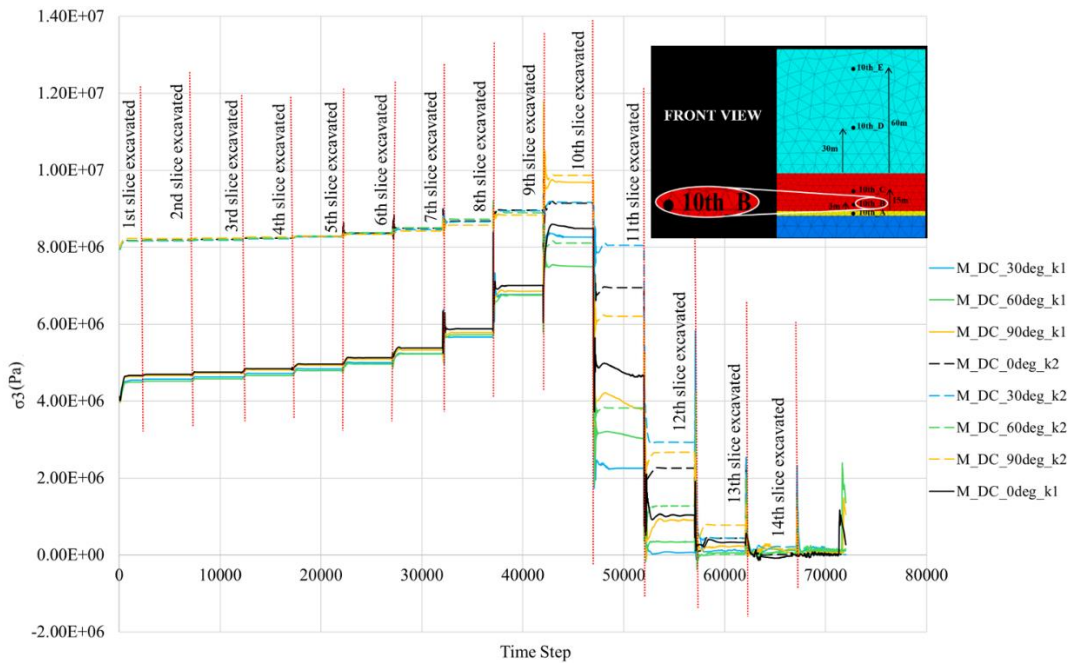 1.40E+07
1.20E+07
1.00E+07
8.00E+06
6.00E+06
4.00E+06
2.00E+06
0.00E+00
-2.00E+06
σ3 (Pa)
0
10000
20000
30000
40000
50000
60000
70000
80000
Time Step
1st slice excavated
2nd slice excavated
3rd slice excavated
4th slice excavated
5th slice excavated
6th slice excavated
7th slice excavated
8th slice excavated
9th slice excavated
10th slice excavated
11th slice excavated
12th slice excavated
13th slice excavated
14th slice excavated
FRONT VIEW
10th_E
10th_D
60m
30m
10th_C
15m
10th_A
10th_B
M_DC_30deg_k1
M_DC_60deg_k1
M_DC_90deg_k1
M_DC_0deg_k2
M_DC_30deg_k2
M_DC_60deg_k2
M_DC_90deg_k2
M_DC_0deg_k1